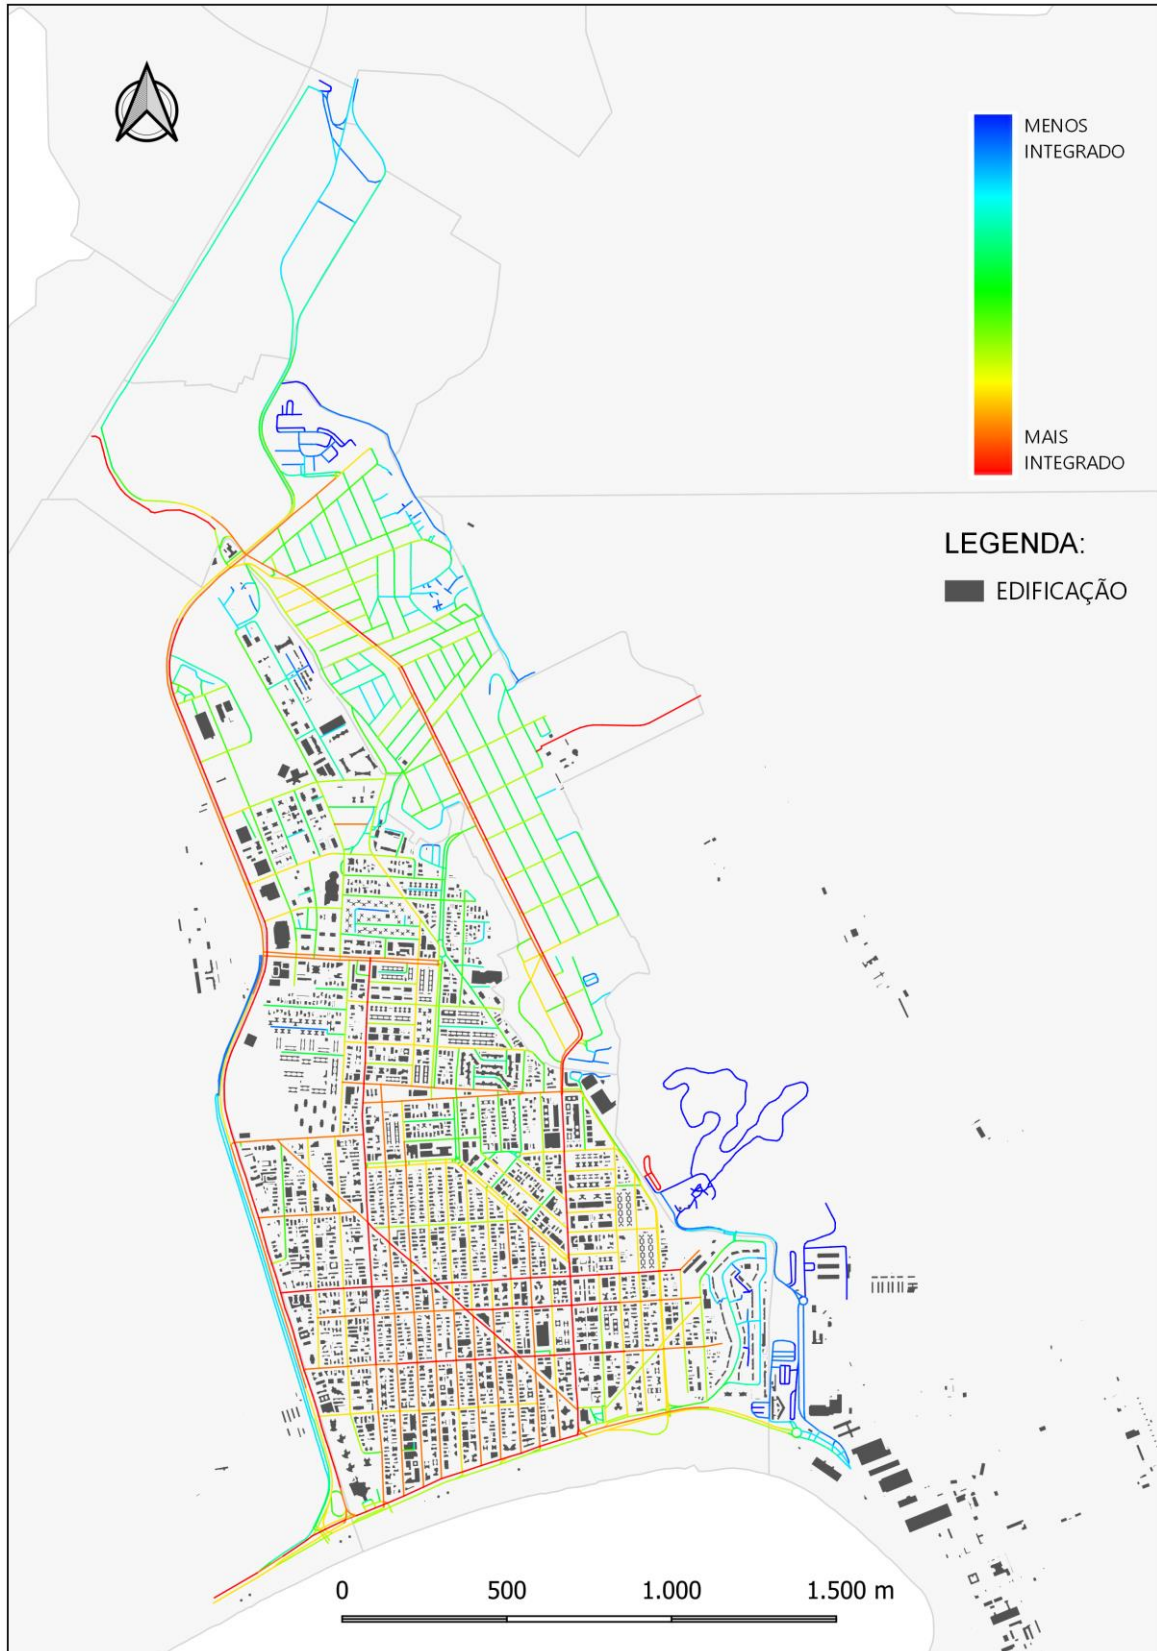 MENOS
INTEGRADO
MAIS
INTEGRADO
LEGENDA:
EDIFICAÇÃO
0 500 1.000 1.500 m